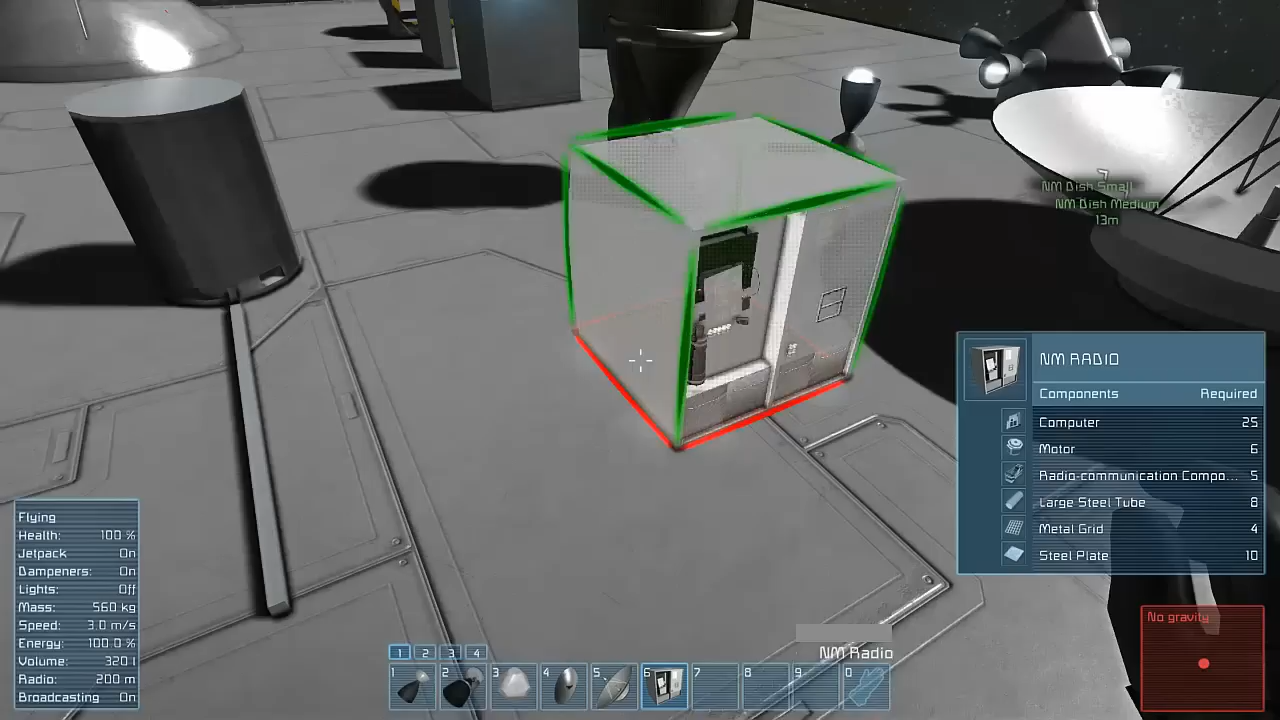 NM Dish Small
NM Dish Medium
13m
NM RADIO
Components Required
Computer 25
Motor 6
Radio-communication Compo... 5
Large Steel Tube 8
Metal Grid 4
Steel Plate 10
Flying
Health: 100 %
Jetpack On
Dampeners: On
Lights: Off
Mass: 560 kg
Speed: 3.0 m/s
Energy: 100.0 %
Volume: 320 l
Radio: 200 m
Broadcasting On
No gravity
NM Radio
1 2 3 4
1 2 3 4 5 6 7 8 9 0